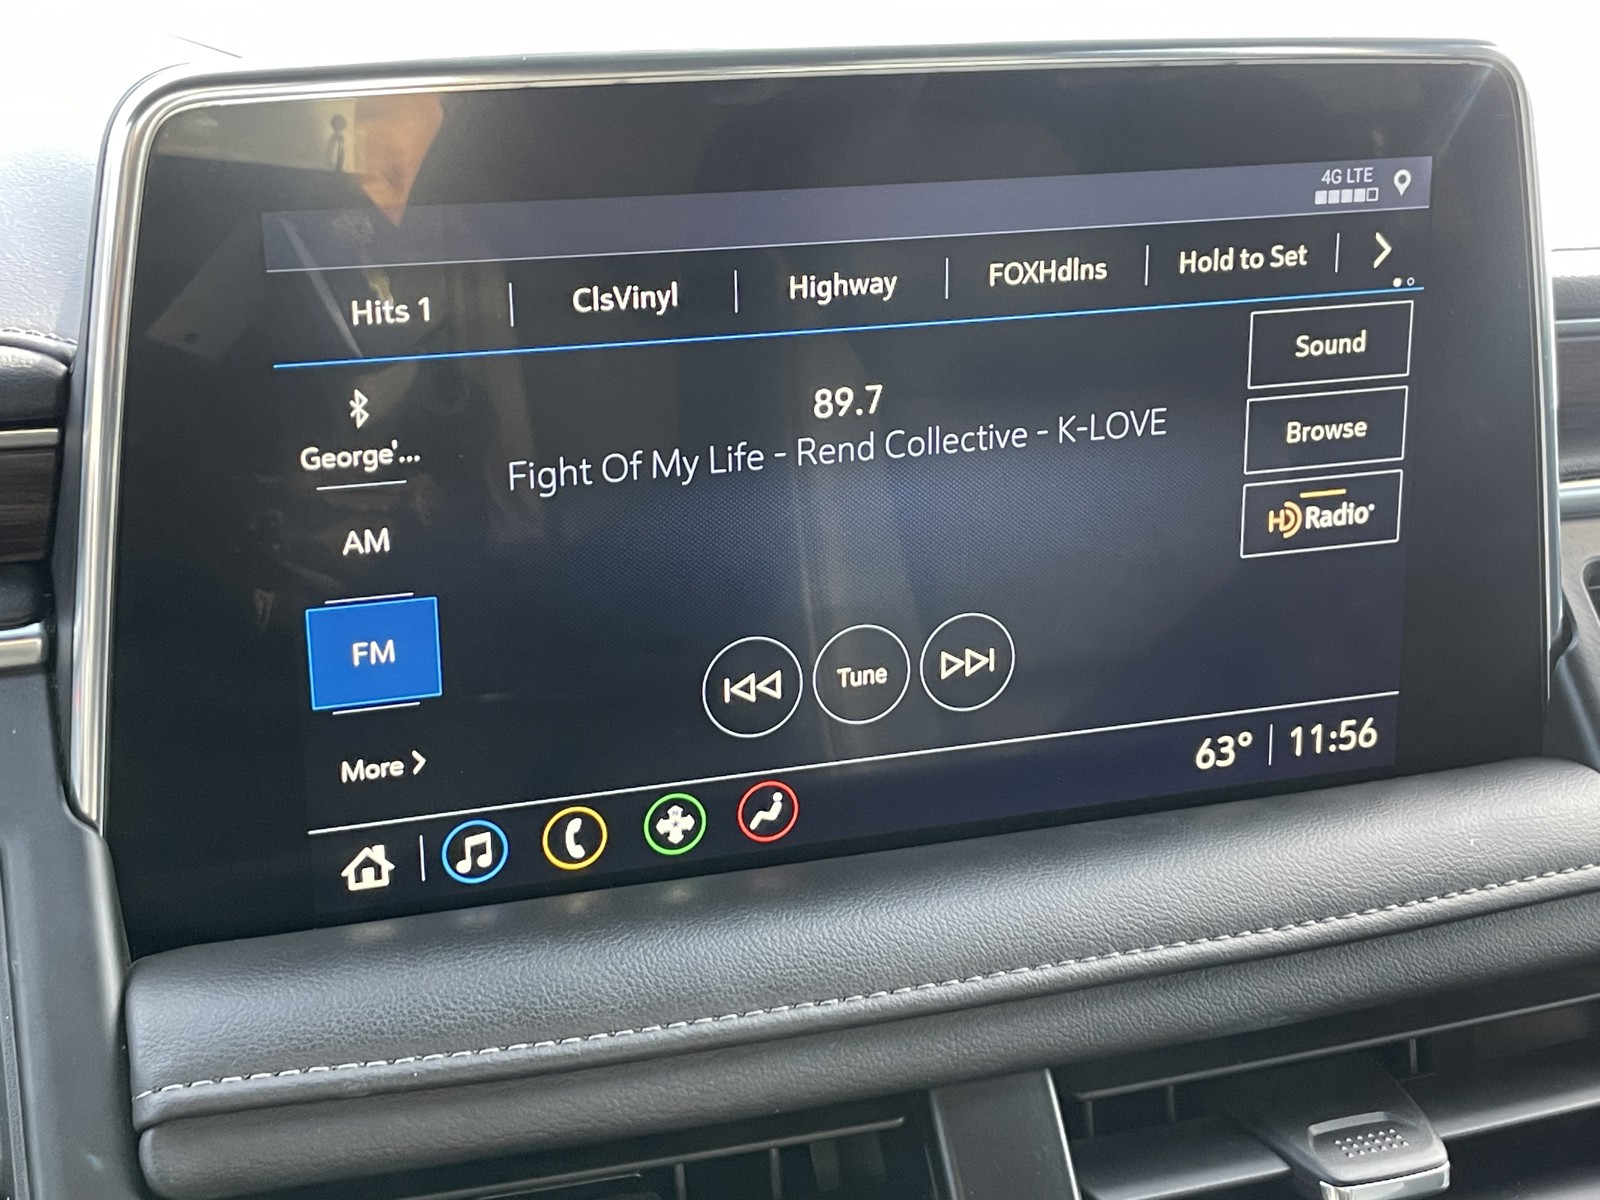 4G LTE
Hits 1
ClsVinyl
Highway
FOXHdlns
Hold to Set
Sound
89.7
George'...
Fight Of My Life - Rend Collective - K-LOVE
Browse
AM
HD Radio
FM
Tune
More
63° 11:56